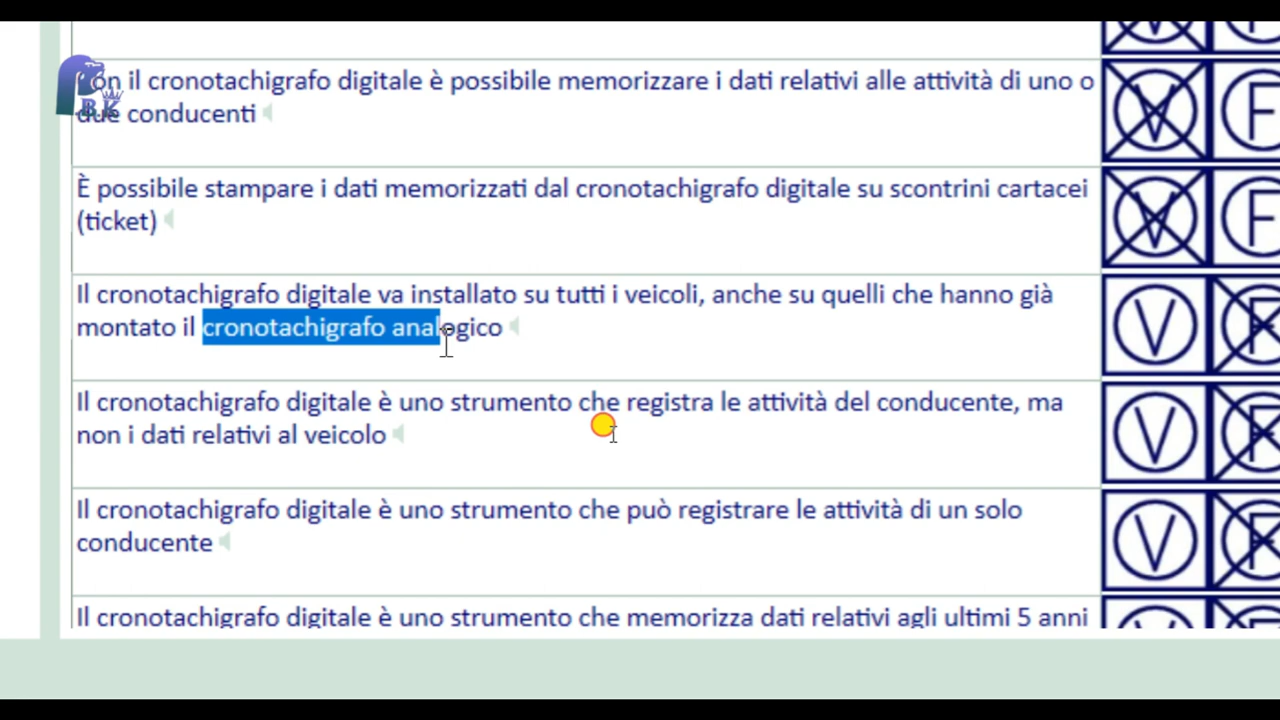 Con il cronotachigrafo digitale è possibile memorizzare i dati relativi alle attività di uno o
due conducenti
V F
BK
È possibile stampare i dati memorizzati dal cronotachigrafo digitale su scontrini cartacei
(ticket)
V F
Il cronotachigrafo digitale va installato su tutti i veicoli, anche su quelli che hanno già
montato il cronotachigrafo analogico
V F
Il cronotachigrafo digitale è uno strumento che registra le attività del conducente, ma
non i dati relativi al veicolo
V F
Il cronotachigrafo digitale è uno strumento che può registrare le attività di un solo
conducente
V F
Il cronotachigrafo digitale è uno strumento che memorizza dati relativi agli ultimi 5 anni